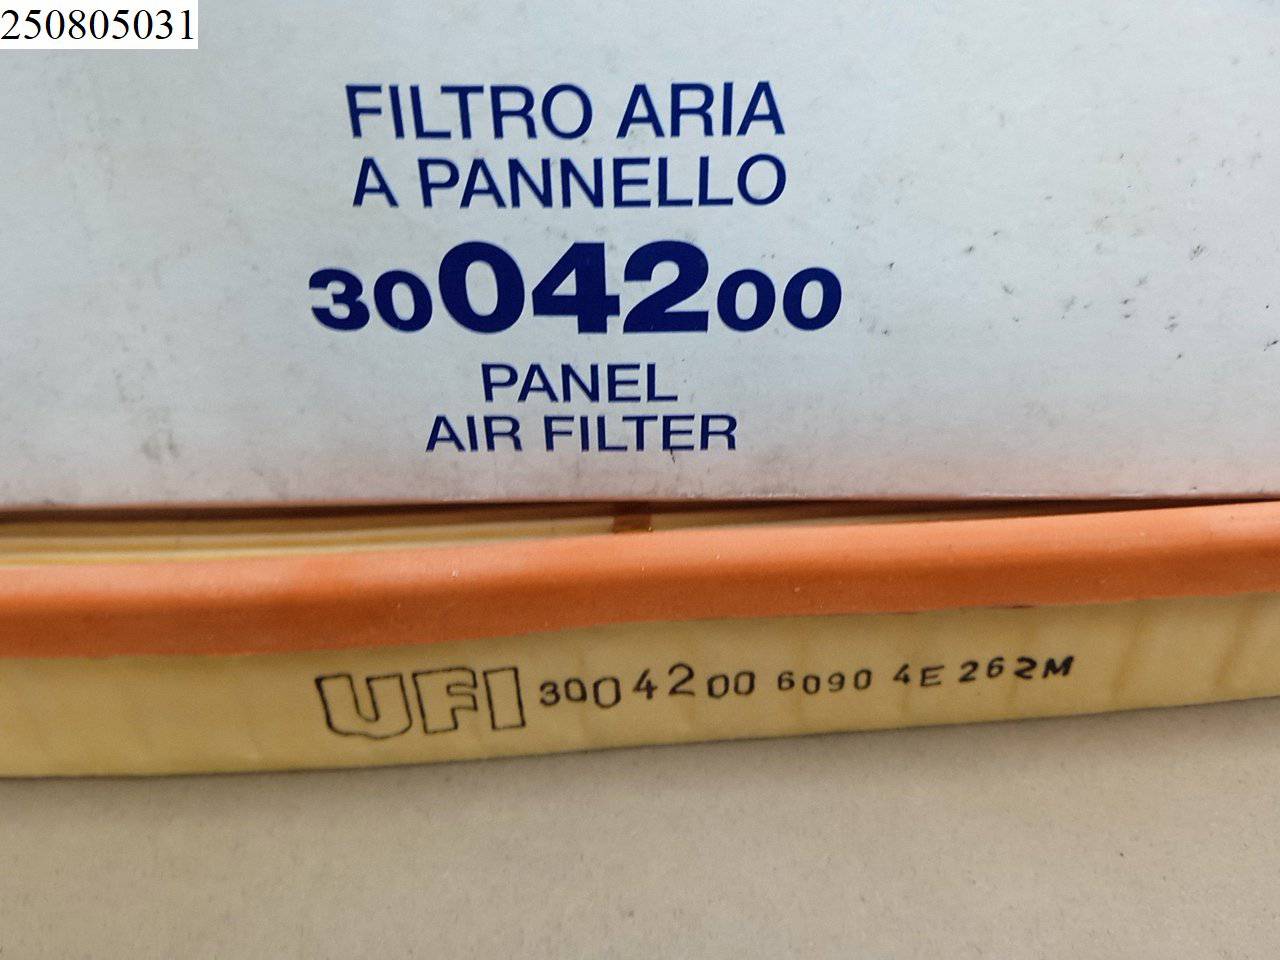 250805031
FILTRO ARIA
A PANNELLO
3004200
PANEL
AIR FILTER
UFI 3004200 6090 4E 262M